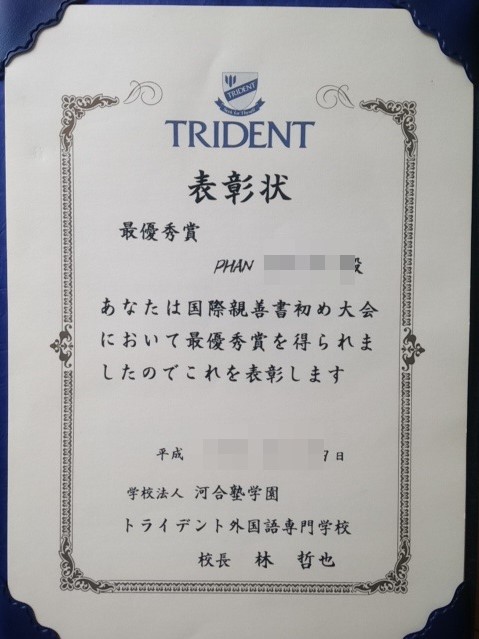 TRIDENT
TRIDENT
表彰状
最優秀賞
PHAN 殿
あなたは国際親善書初め大会
において最優秀賞を得られま
したのでこれを表彰します
平成 日
学校法人 河合塾学園
トライデント外国語専門学校
校長 林 哲也